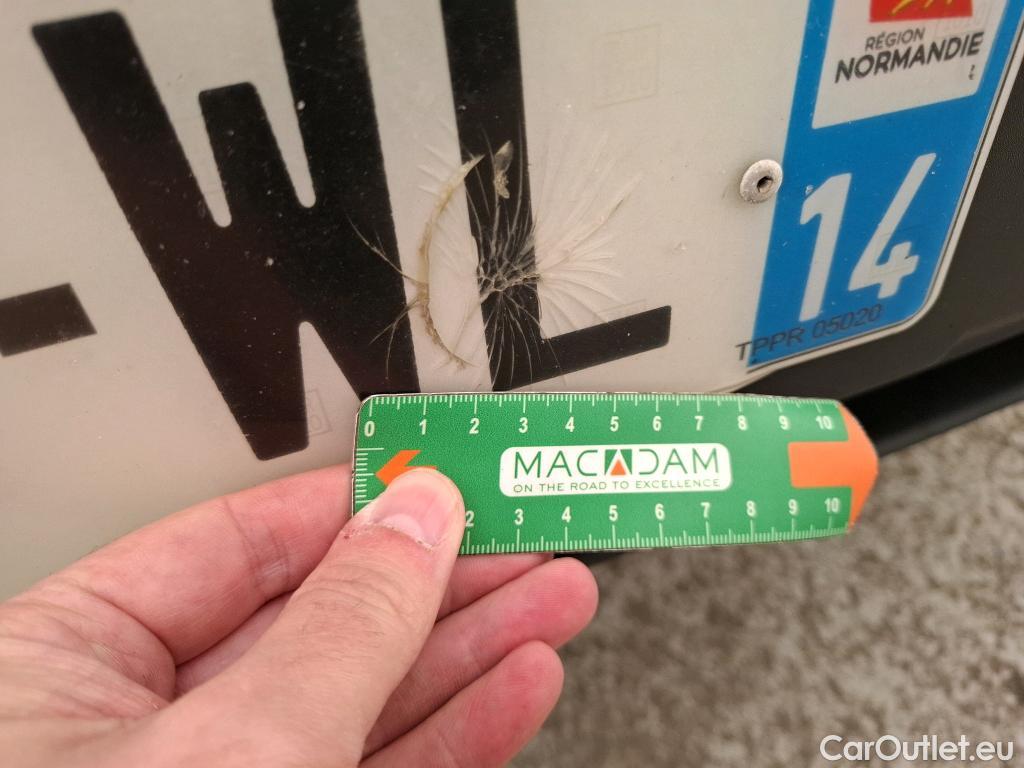 RÉGION
NORMANDIE
-WL
14
TPPR 05020
0 1 2 3 4 5 6 7 8 9 10
MACADAM
ON THE ROAD TO EXCELLENCE
2 3 4 5 6 7 8 9 10
CarOutlet.eu